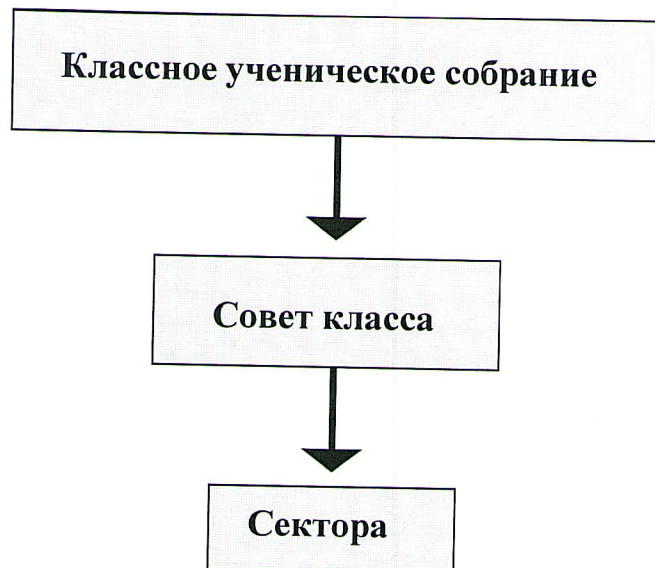 Классное ученическое собрание
Совет класса
Сектора